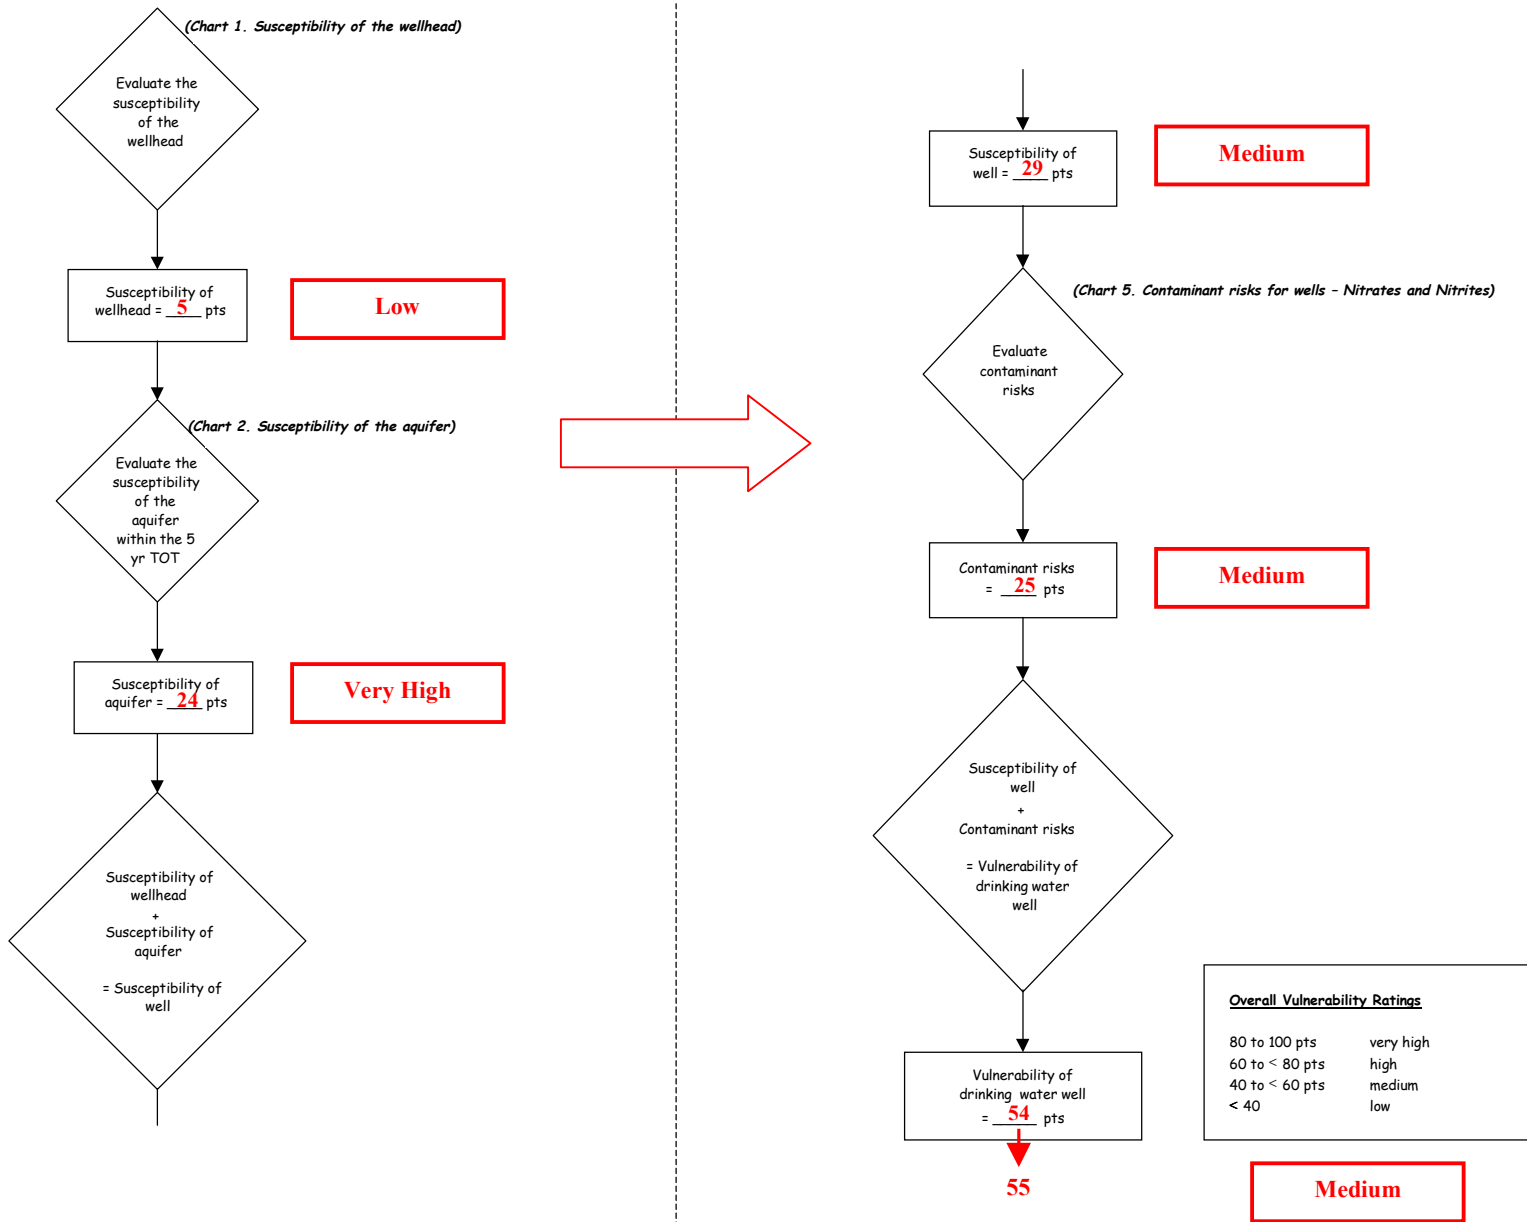 (Chart 1. Susceptibility of the wellhead)
Evaluate the
susceptibility
of the
wellhead
Susceptibility of
wellhead = 5 pts
Low
(Chart 2. Susceptibility of the aquifer)
Evaluate the
susceptibility
of the
aquifer
within the 5
yr TOT
Susceptibility of
aquifer = 24 pts
Very High
Susceptibility of
wellhead
+
Susceptibility of
aquifer
= Susceptibility of
well
Susceptibility of
well = 29 pts
Medium
(Chart 5. Contaminant risks for wells – Nitrates and Nitrites)
Evaluate
contaminant
risks
Contaminant risks
= 25 pts
Medium
Susceptibility of
well
+
Contaminant risks
= Vulnerability of
drinking water
well
Vulnerability of
drinking water well
= 54 pts
55
Overall Vulnerability Ratings
80 to 100 pts very high
60 to < 80 pts high
40 to < 60 pts medium
< 40 low
Medium